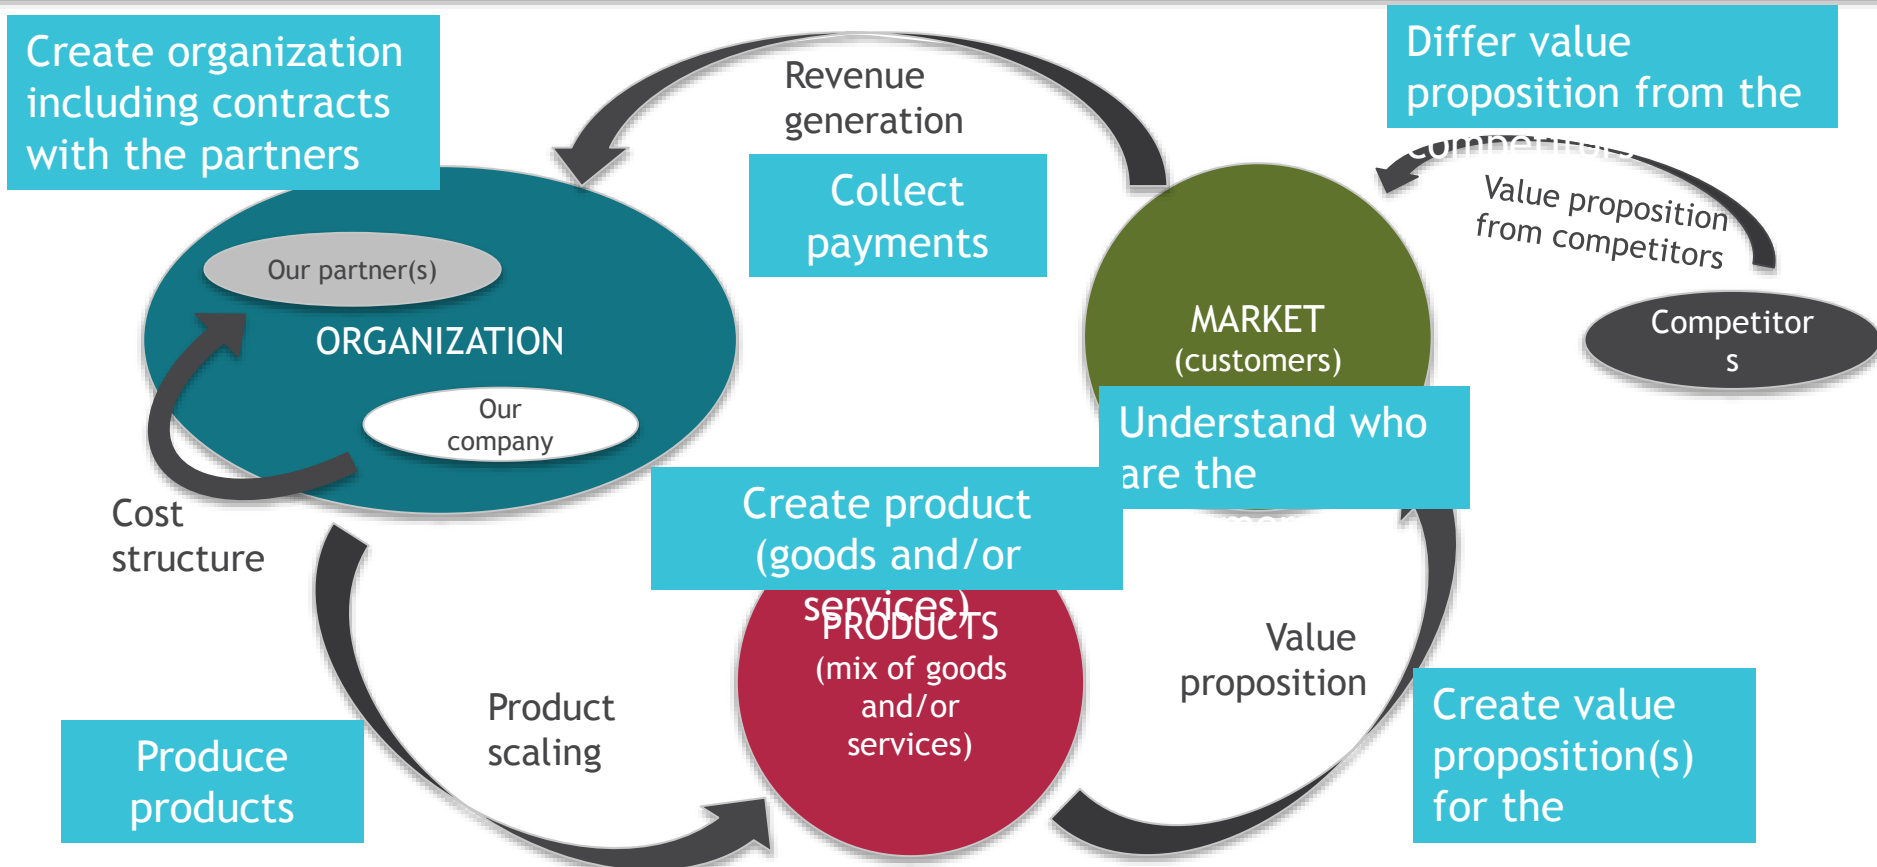 Create organization
including contracts
with the partners
Revenue
generation
Collect
payments
Differ value
proposition from the
competitors
Value proposition
from competitors
Our partner(s)
ORGANIZATION
Our
company
MARKET
(customers)
Competitor
s
Understand who
are the
Cost
structure
Create product
(goods and/or
services)
PRODUCTS
(mix of goods
and/or
services)
Value
proposition
Product
scaling
Produce
products
Create value
proposition(s)
for the